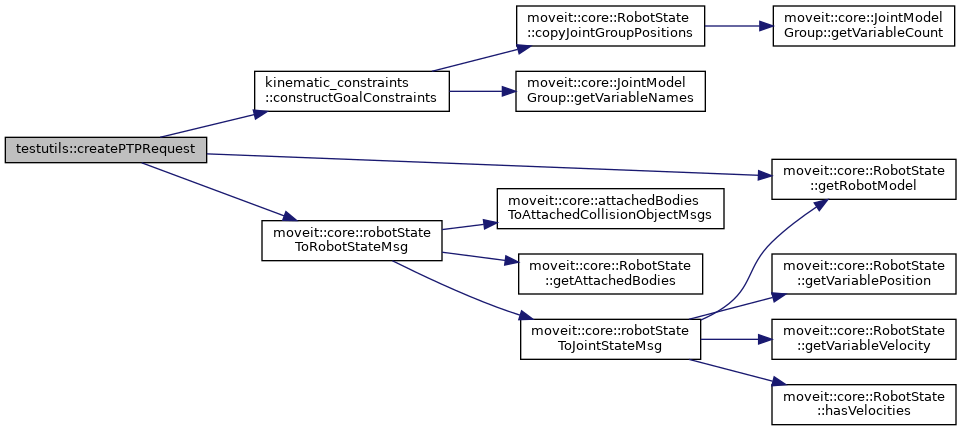 testutils::createPTPRequest
kinematic_constraints
::constructGoalConstraints
moveit::core::RobotState
::copyJointGroupPositions
moveit::core::JointModel
Group::getVariableCount
moveit::core::JointModel
Group::getVariableNames
moveit::core::RobotState
::getRobotModel
moveit::core::robotState
ToRobotStateMsg
moveit::core::attachedBodies
ToAttachedCollisionObjectMsgs
moveit::core::RobotState
::getAttachedBodies
moveit::core::robotState
ToJointStateMsg
moveit::core::RobotState
::getVariablePosition
moveit::core::RobotState
::getVariableVelocity
moveit::core::RobotState
::hasVelocities